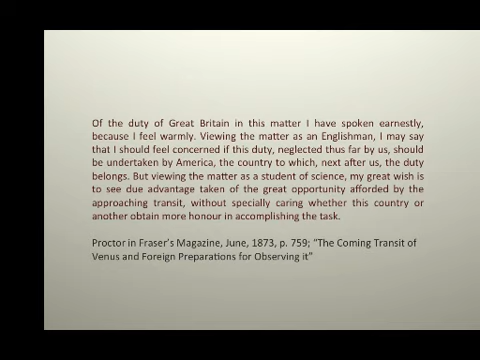 Of the duty of Great Britain in this matter I have spoken earnestly,
because I feel warmly. Viewing the matter as an Englishman, I may say
that I should feel concerned if this duty, neglected thus far by us, should
be undertaken by America, the country to which, next after us, the duty
belongs. But viewing the matter as a student of science, my great wish is
to see due advantage taken of the great opportunity afforded by the
approaching transit, without specially caring whether this country or
another obtain more honour in accomplishing the task.
Proctor in Fraser's Magazine, June, 1873, p. 759; "The Coming Transit of
Venus and Foreign Preparations for Observing it"